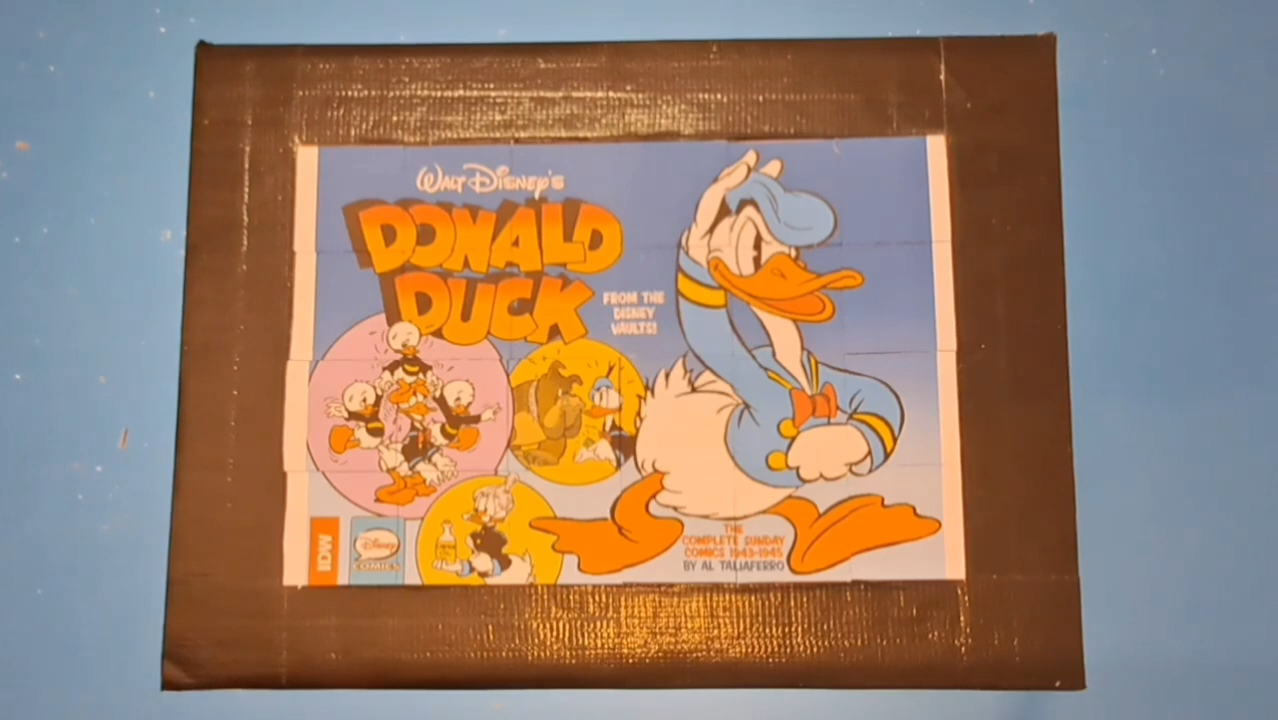 WALT DISNEY'S
DONALD
DUCK
FROM THE
DISNEY
VAULTS!
IDW
Disney
COMICS
THE
COMPLETE SUNDAY
COMICS 1943-1945
BY AL TALIAFERRO